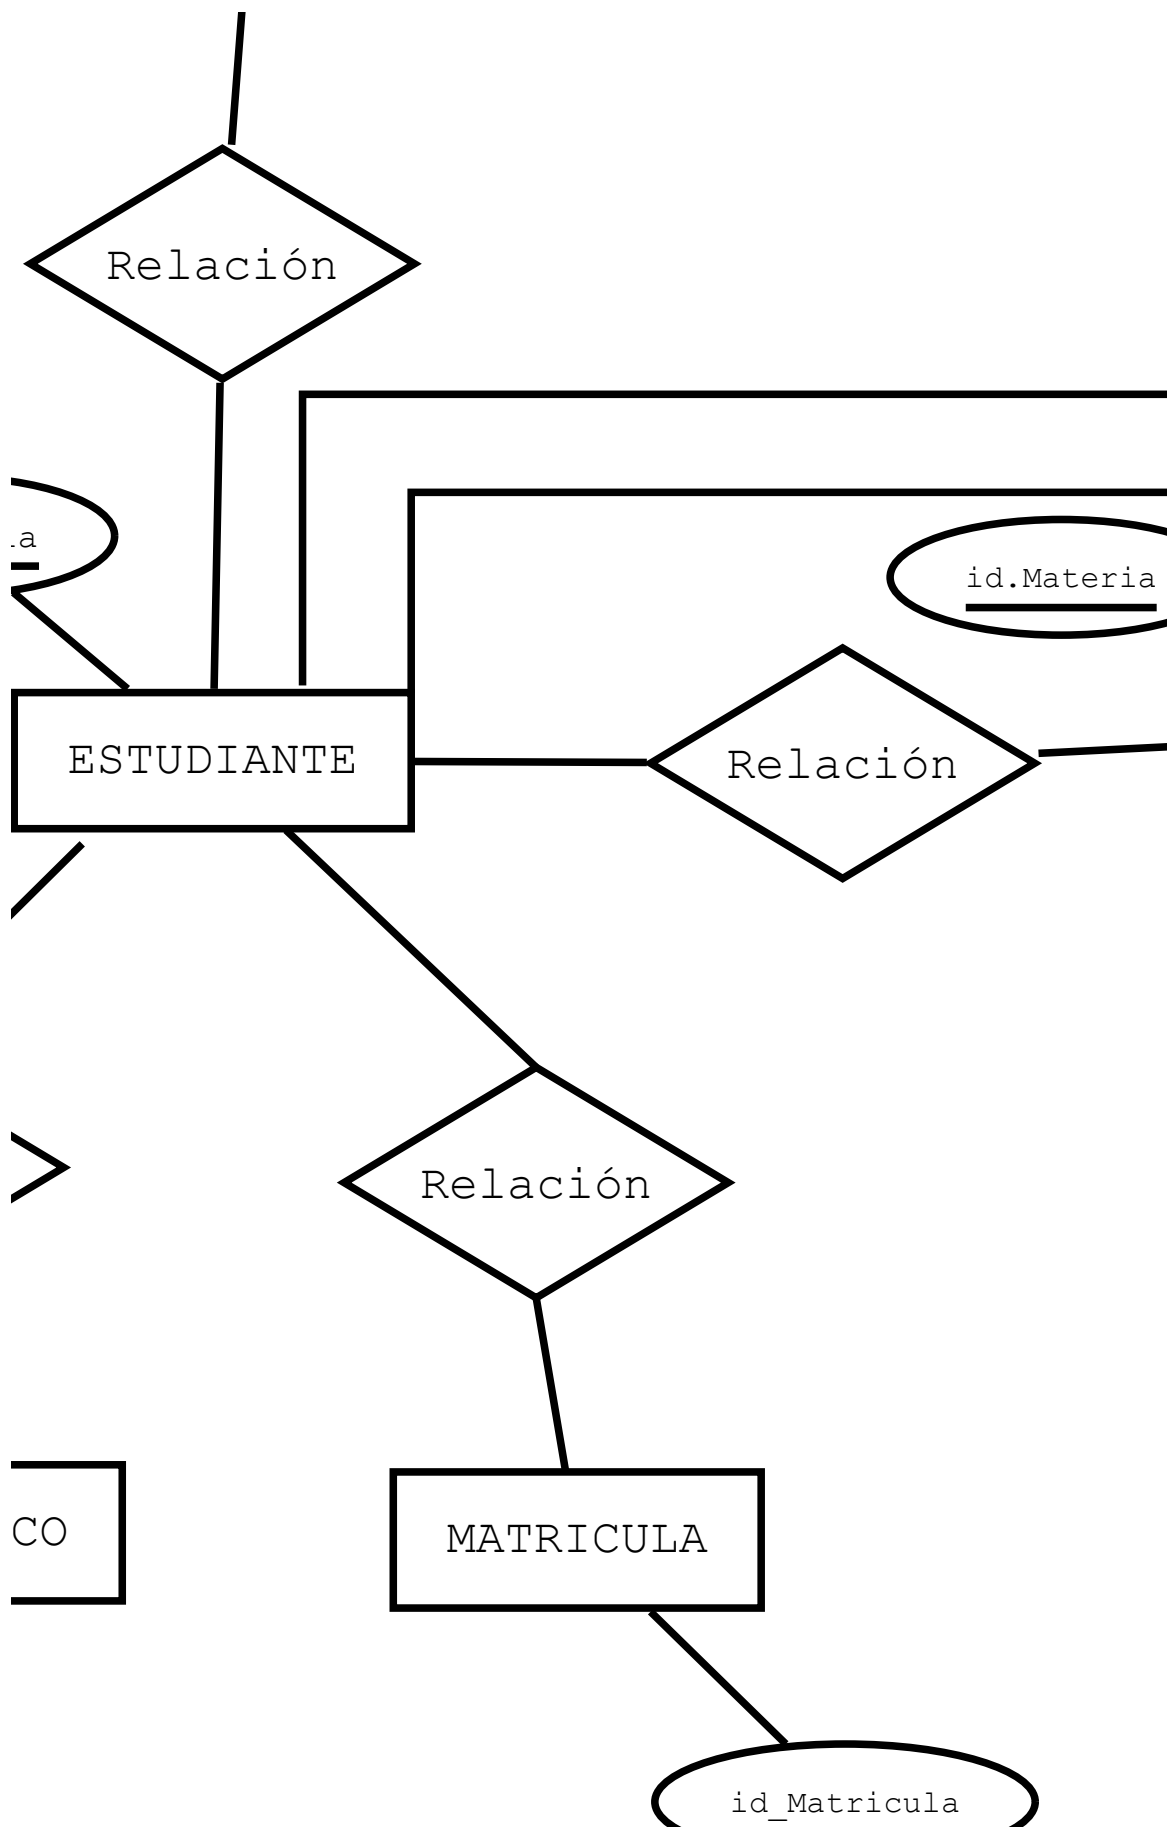 Relación
id.Materia
ESTUDIANTE
Relación
Relación
CO
MATRICULA
id_Matricula